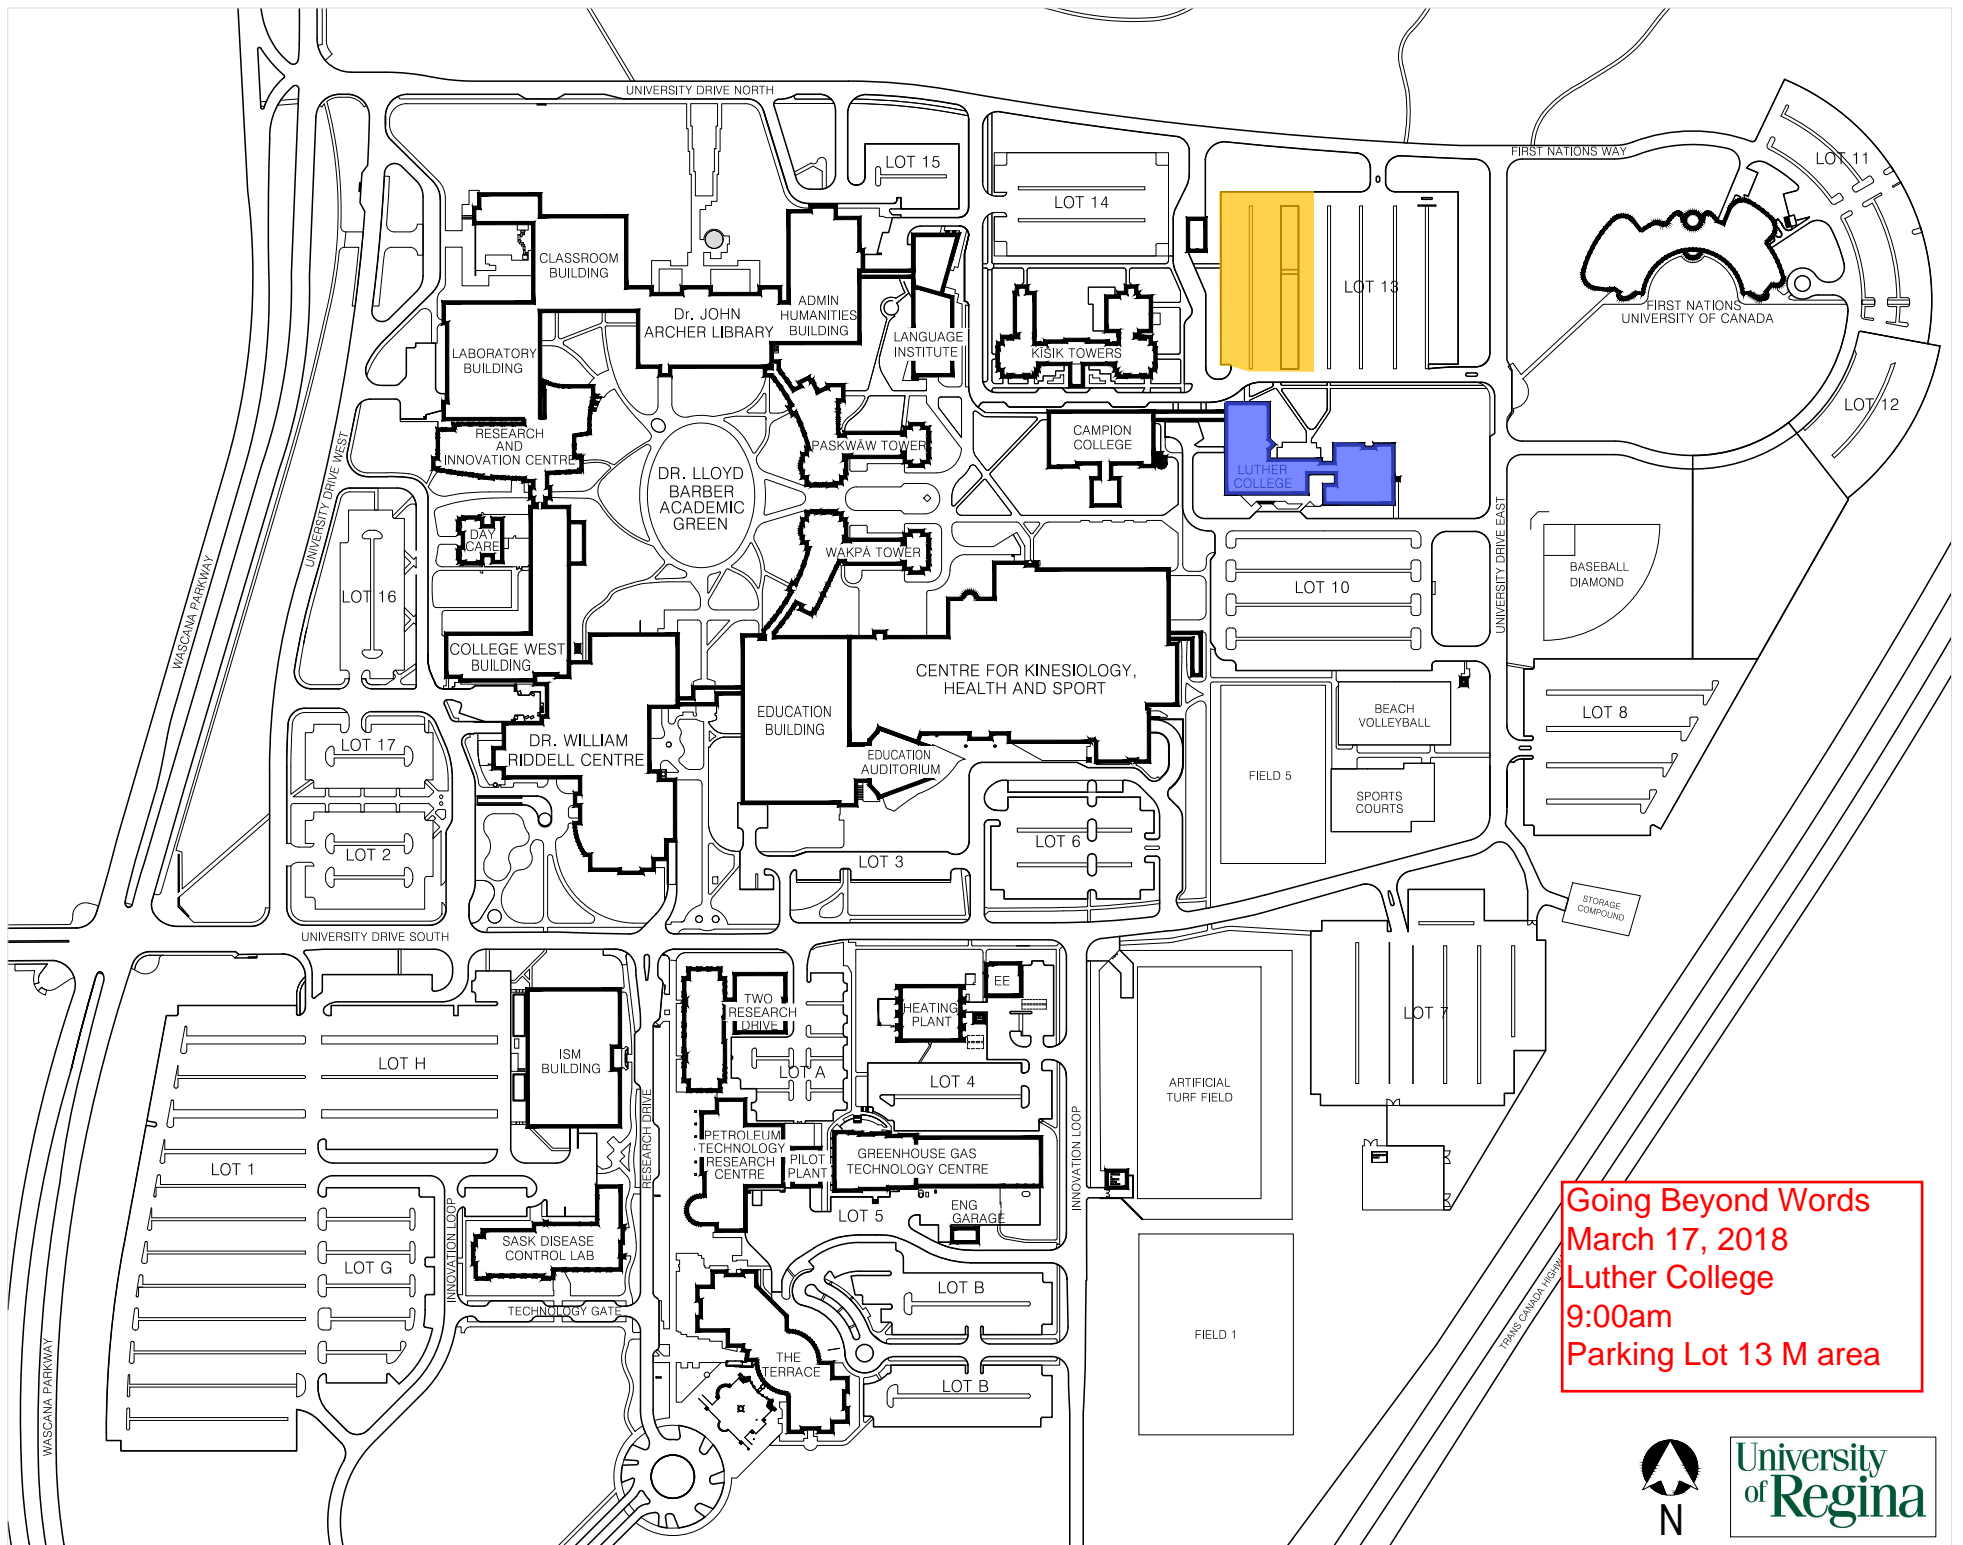 UNIVERSITY DRIVE NORTH
FIRST NATIONS WAY
LOT 15
LOT 11
LOT 14
CLASSROOM
BUILDING
LOT 13
ADMIN
HUMANITIES
BUILDING
Dr. JOHN
ARCHER LIBRARY
FIRST NATIONS
UNIVERSITY OF CANADA
LANGUAGE
INSTITUTE
KĪSIK TOWERS
LABORATORY
BUILDING
LOT 12
RESEARCH
AND
INNOVATION CENTRE
PASKWĀW TOWER
CAMPION
COLLEGE
LUTHER
COLLEGE
DR. LLOYD
BARBER
ACADEMIC
GREEN
UNIVERSITY DRIVE WEST
UNIVERSITY DRIVE EAST
WASCANA PARKWAY
DAY
CARE
WAKPÁ TOWER
BASEBALL
DIAMOND
LOT 16
LOT 10
COLLEGE WEST
BUILDING
CENTRE FOR KINESIOLOGY,
HEALTH AND SPORT
EDUCATION
BUILDING
BEACH
VOLLEYBALL
LOT 8
LOT 17
DR. WILLIAM
RIDDELL CENTRE
EDUCATION
AUDITORIUM
FIELD 5
SPORTS
COURTS
LOT 2
LOT 3
LOT 6
STORAGE
COMPOUND
UNIVERSITY DRIVE SOUTH
TWO
RESEARCH
DRIVE
EE
HEATING
PLANT
LOT 7
LOT H
ISM
BUILDING
LOT A
LOT 4
ARTIFICIAL
TURF FIELD
RESEARCH DRIVE
INNOVATION LOOP
PETROLEUM
TECHNOLOGY
RESEARCH
CENTRE
PILOT
PLANT
GREENHOUSE GAS
TECHNOLOGY CENTRE
LOT 1
LOT 5
ENG
GARAGE
INNOVATION LOOP
SASK DISEASE
CONTROL LAB
LOT G
LOT B
TECHNOLOGY GATE
FIELD 1
TRANS CANADA HIGHW
THE
TERRACE
LOT B
WASCANA PARKWAY
Going Beyond Words
March 17, 2018
Luther College
9:00am
Parking Lot 13 M area
N
University
of Regina